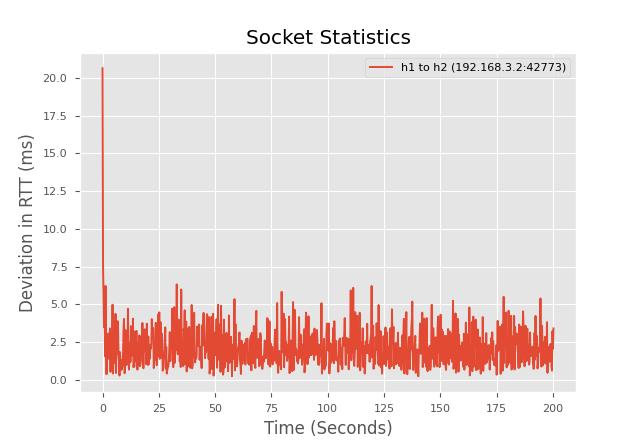 Socket Statistics
h1 to h2 (192.168.3.2:42773)
Deviation in RTT (ms)
20.0
17.5
15.0
12.5
10.0
7.5
5.0
2.5
0.0
0 25 50 75 100 125 150 175 200
Time (Seconds)